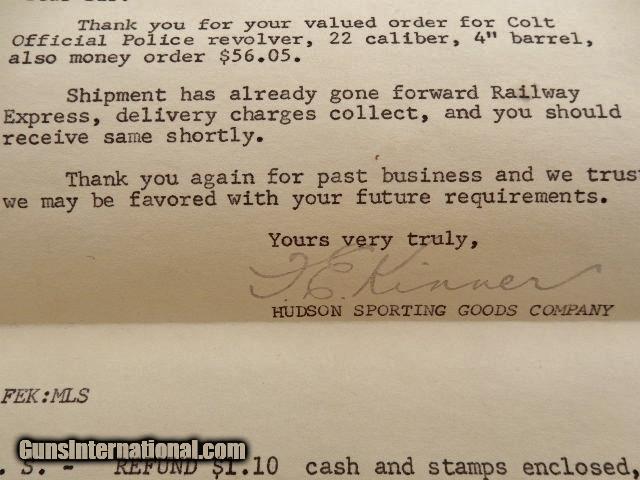 Dear Sir:
Thank you for your valued order for Colt
Official Police revolver, 22 caliber, 4" barrel,
also money order $56.05.
Shipment has already gone forward Railway
Express, delivery charges collect, and you should
receive same shortly.
Thank you again for past business and we trust
we may be favored with your future requirements.
Yours very truly,
F. E. Kinner
HUDSON SPORTING GOODS COMPANY
FEK:MLS
. S. - REFUND $1.10 cash and stamps enclosed,
GunsInternational.com